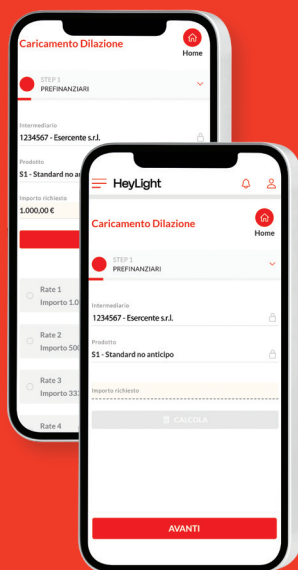 Caricamento Dilazione
Home
STEP 1
PREFINANZIARI
Intermediario
1234567 - Esercente s.r.l.
Prodotto
S1 - Standard no
Importo richiesto
1.000,00 €
Rate 1
Importo 1.0
Rate 2
Importo 500
Rate 3
Importo 333
Rate 4
HeyLight
Caricamento Dilazione
Home
STEP 1
PREFINANZIARI
Intermediario
1234567 - Esercente s.r.l.
Prodotto
S1 - Standard no anticipo
Importo richiesto
CALCOLA
AVANTI